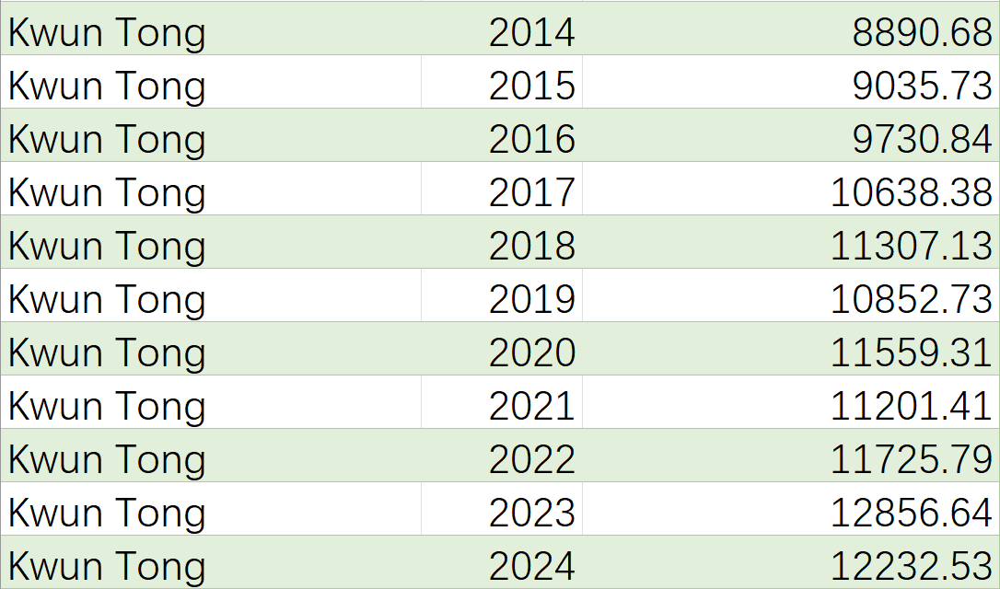 Kwun Tong 2014 8890.68
Kwun Tong 2015 9035.73
Kwun Tong 2016 9730.84
Kwun Tong 2017 10638.38
Kwun Tong 2018 11307.13
Kwun Tong 2019 10852.73
Kwun Tong 2020 11559.31
Kwun Tong 2021 11201.41
Kwun Tong 2022 11725.79
Kwun Tong 2023 12856.64
Kwun Tong 2024 12232.53